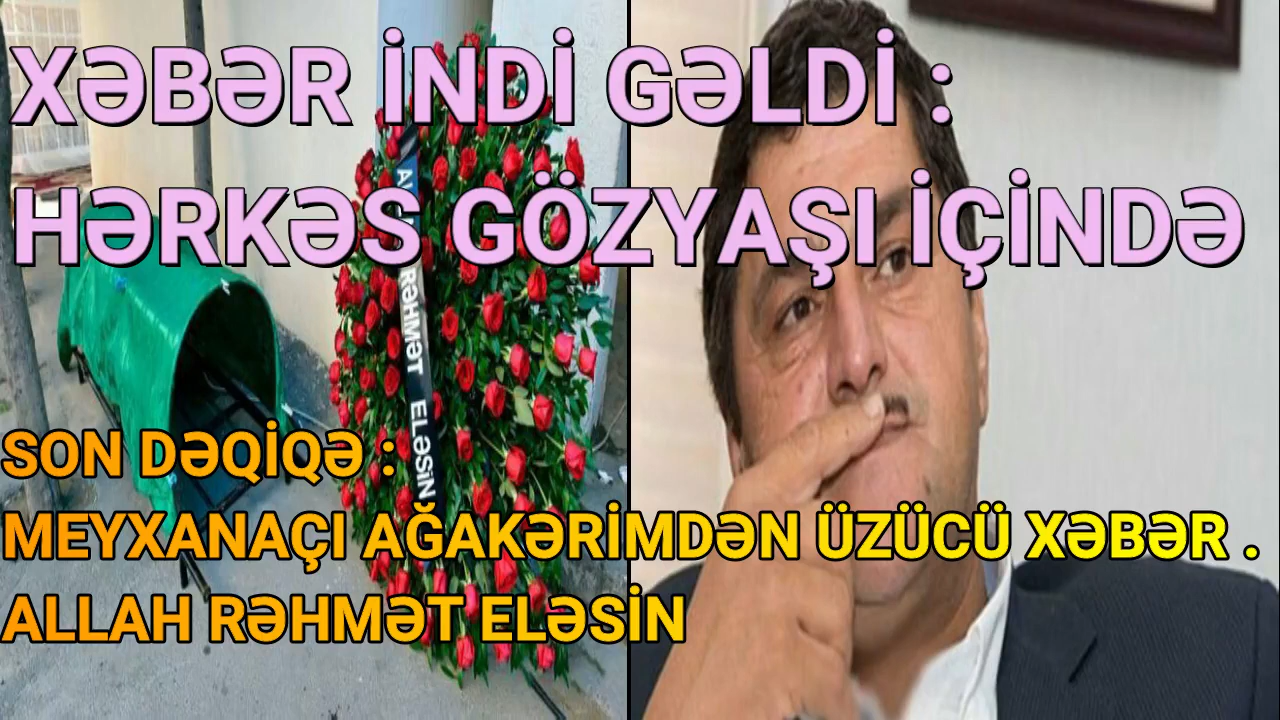 XƏBƏR İNDİ GƏLDİ :
HƏRKƏS GÖZYAŞI İÇİNDƏ
RƏHMƏT ELƏSİN
SON DƏQİQƏ :
MEYXANAÇI AĞAKƏRİMDƏN ÜZÜCÜ XƏBƏR .
ALLAH RƏHMƏT ELƏSİN